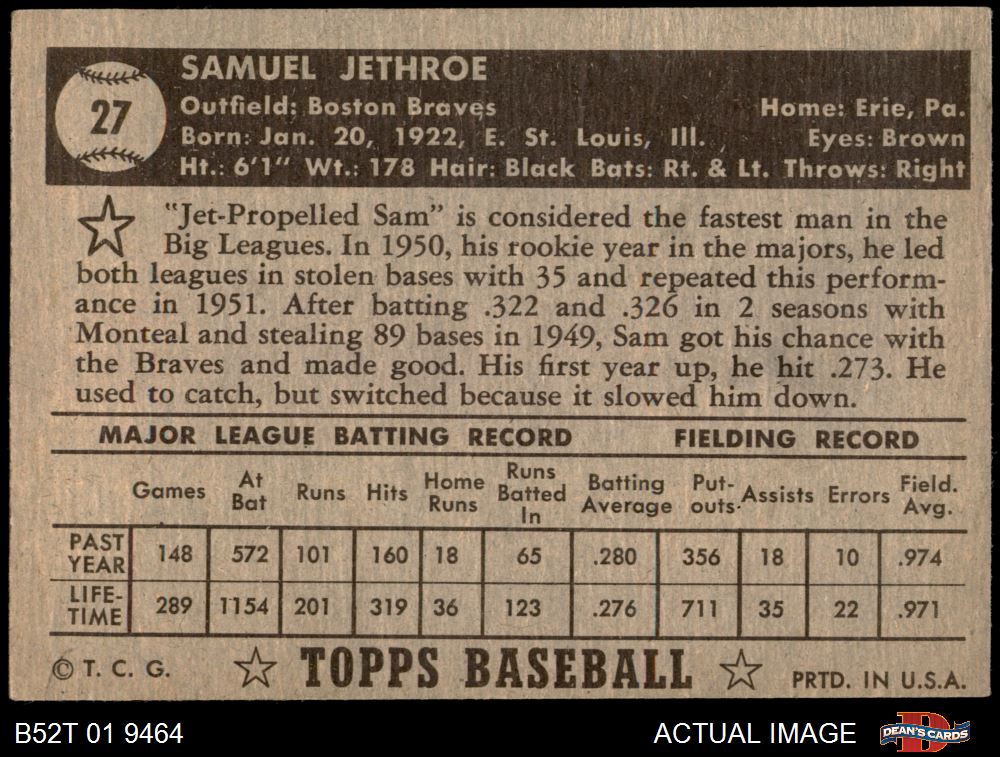 27
SAMUEL JETHROE
Outfield: Boston Braves Home: Erie, Pa.
Born: Jan. 20, 1922, E. St. Louis, Ill. Eyes: Brown
Ht.: 6'1" Wt.: 178 Hair: Black Bats: Rt. & Lt. Throws: Right
"Jet-Propelled Sam" is considered the fastest man in the
Big Leagues. In 1950, his rookie year in the majors, he led
both leagues in stolen bases with 35 and repeated this perform-
ance in 1951. After batting .322 and .326 in 2 seasons with
Monteal and stealing 89 bases in 1949, Sam got his chance with
the Braves and made good. His first year up, he hit .273. He
used to catch, but switched because it slowed him down.
MAJOR LEAGUE BATTING RECORD FIELDING RECORD
Games At Bat Runs Hits Home Runs Runs Batted In Batting Average Put-outs Assists Errors Field. Avg.
PAST YEAR 148 572 101 160 18 65 .280 356 18 10 .974
LIFE-TIME 289 1154 201 319 36 123 .276 711 35 22 .971
© T. C. G. TOPPS BASEBALL PRTD. IN U.S.A.
B52T 01 9464 ACTUAL IMAGE DEAN'S CARDS